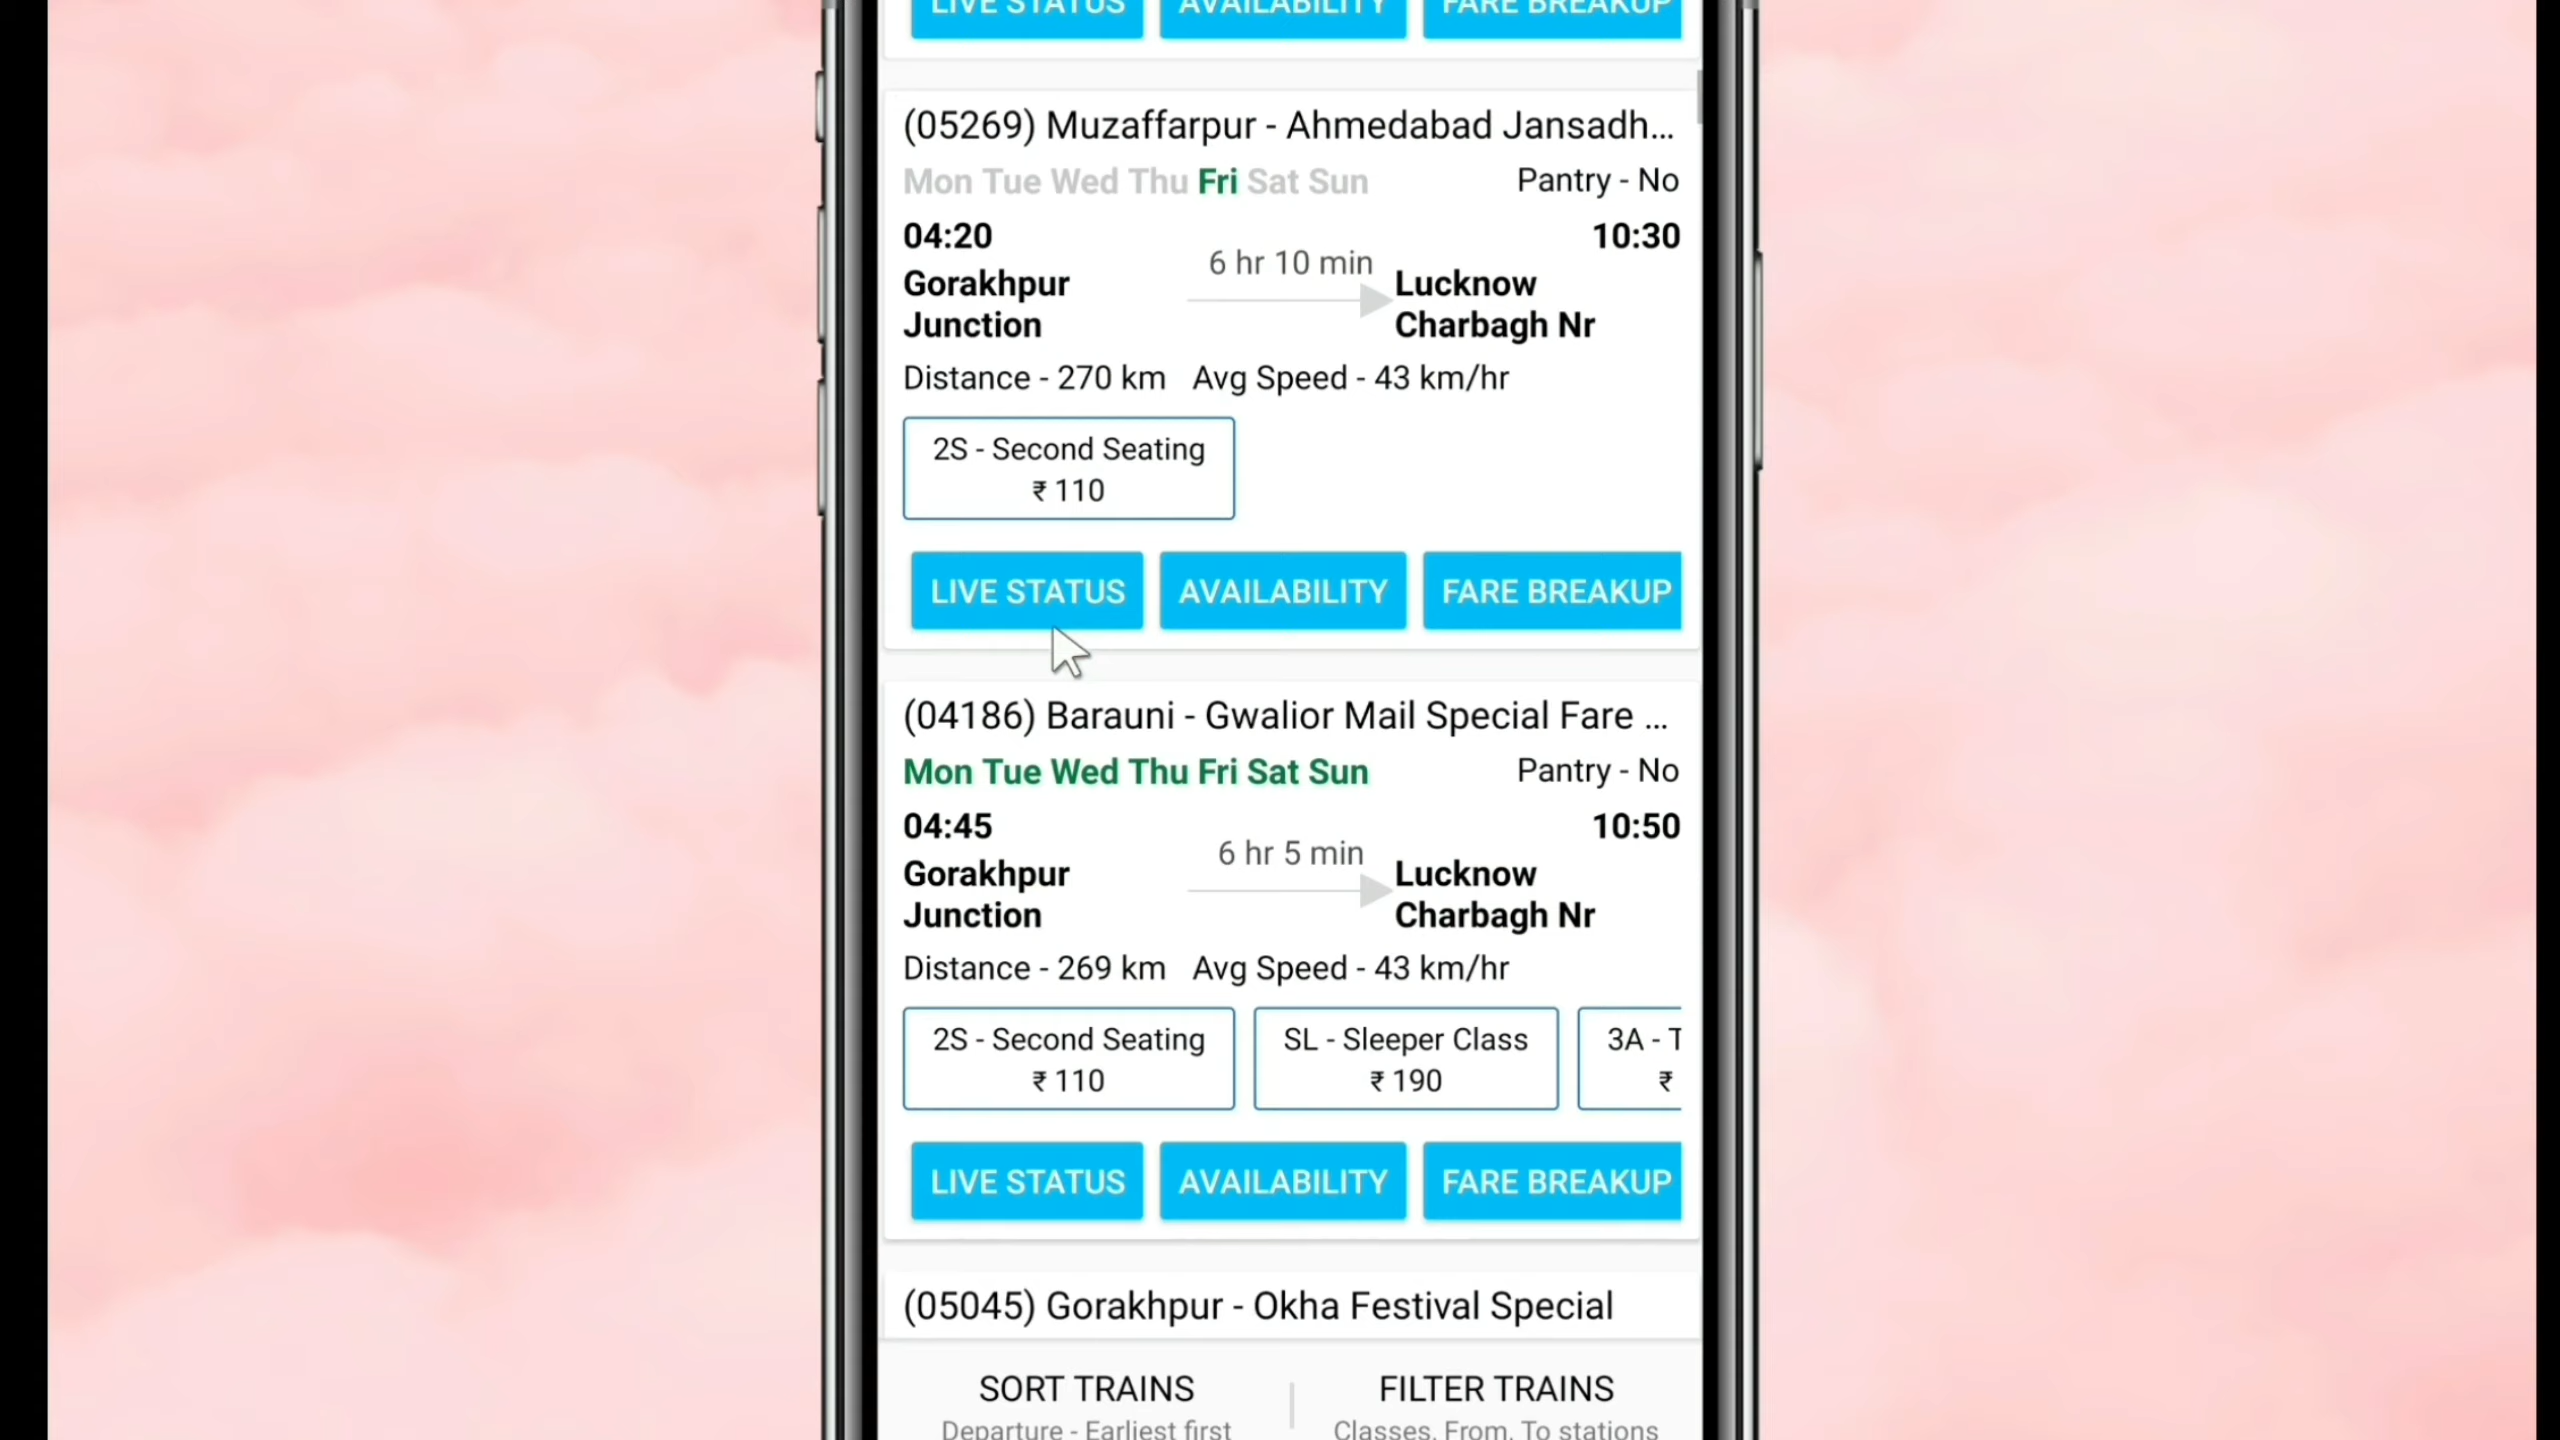 LIVE STATUS AVAILABILITY FARE BREAKUP
(05269) Muzaffarpur - Ahmedabad Jansadh...
Mon Tue Wed Thu Fri Sat Sun Pantry - No
04:20 10:30
6 hr 10 min
Gorakhpur Lucknow
Junction Charbagh Nr
Distance - 270 km Avg Speed - 43 km/hr
2S - Second Seating
₹ 110
LIVE STATUS AVAILABILITY FARE BREAKUP
(04186) Barauni - Gwalior Mail Special Fare ...
Mon Tue Wed Thu Fri Sat Sun Pantry - No
04:45 10:50
6 hr 5 min
Gorakhpur Lucknow
Junction Charbagh Nr
Distance - 269 km Avg Speed - 43 km/hr
2S - Second Seating SL - Sleeper Class 3A - T
₹ 110 ₹ 190 ₹
LIVE STATUS AVAILABILITY FARE BREAKUP
(05045) Gorakhpur - Okha Festival Special
SORT TRAINS FILTER TRAINS
Departure - Earliest first Classes, From, To stations